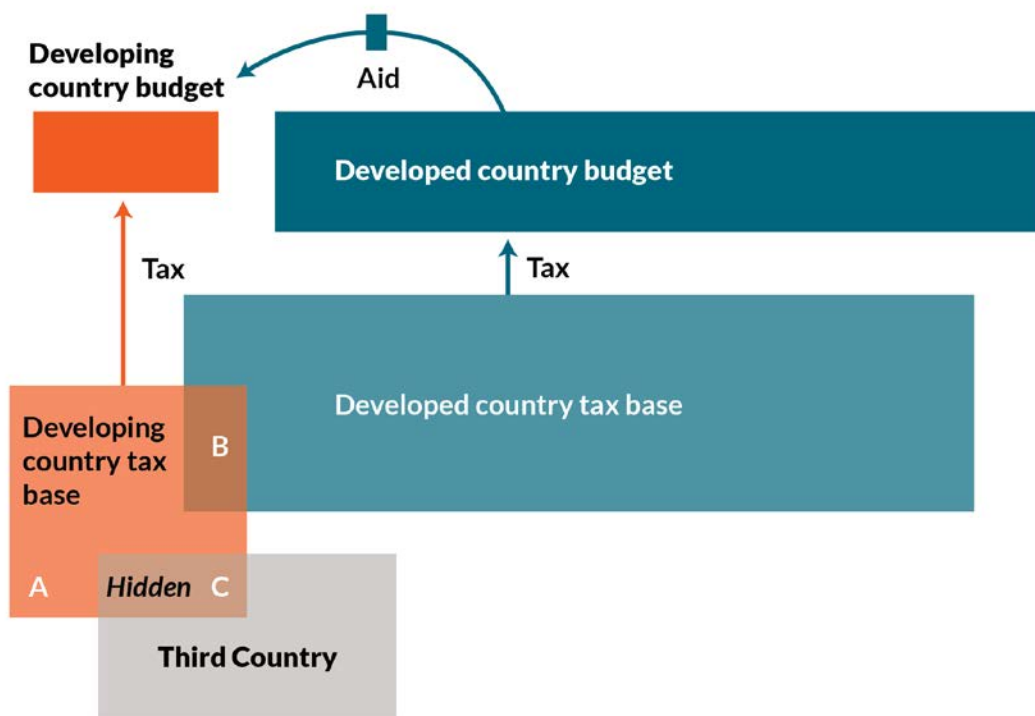 Developing
country budget
Aid
Developed country budget
Tax
Tax
Developed country tax base
Developing
country tax
base
B
A
Hidden
C
Third Country